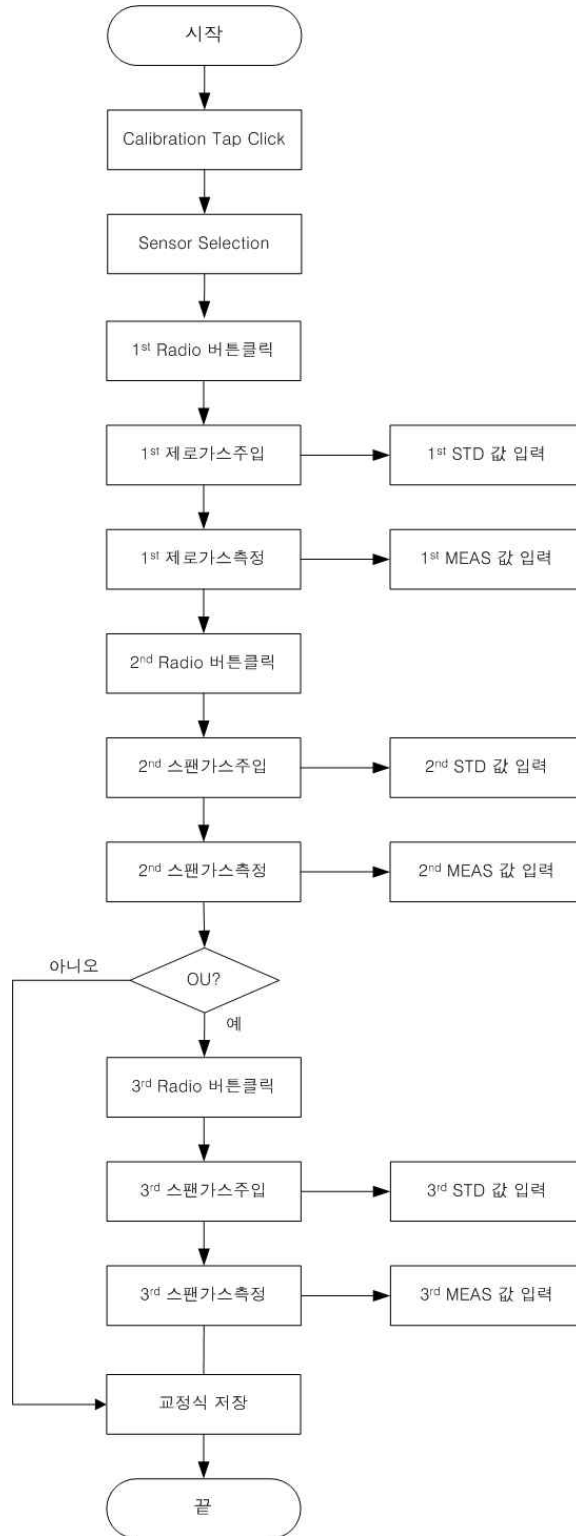 시작
Calibration Tap Click
Sensor Selection
1st Radio 버튼클릭
1st 제로가스주입
1st STD 값 입력
1st 제로가스측정
1st MEAS 값 입력
2nd Radio 버튼클릭
2nd 스팬가스주입
2nd STD 값 입력
2nd 스팬가스측정
2nd MEAS 값 입력
아니오
OU?
예
3rd Radio 버튼클릭
3rd 스팬가스주입
3rd STD 값 입력
3rd 스팬가스측정
3rd MEAS 값 입력
교정식 저장
끝